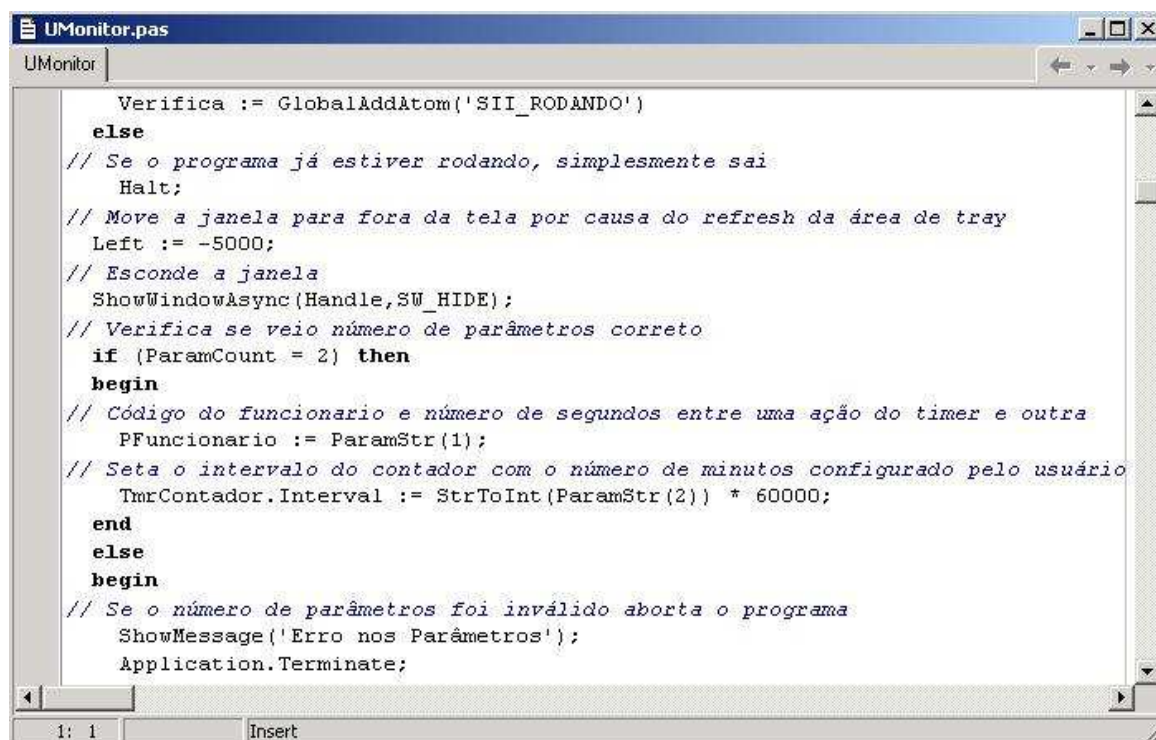 UMonitor.pas
UMonitor
Verifica := GlobalAddAtom('SII_RODANDO')
else
// Se o programa já estiver rodando, simplesmente sai
Halt;
// Move a janela para fora da tela por causa do refresh da área de tray
Left := -5000;
// Esconde a janela
ShowWindowAsync(Handle,SW_HIDE);
// Verifica se veio número de parâmetros correto
if (ParamCount = 2) then
begin
// Código do funcionario e número de segundos entre uma ação do timer e outra
PFuncionario := ParamStr(1);
// Seta o intervalo do contador com o número de minutos configurado pelo usuário
TmrContador.Interval := StrToInt(ParamStr(2)) * 60000;
end
else
begin
// Se o número de parâmetros foi inválido aborta o programa
ShowMessage('Erro nos Parâmetros');
Application.Terminate;
1: 1
Insert